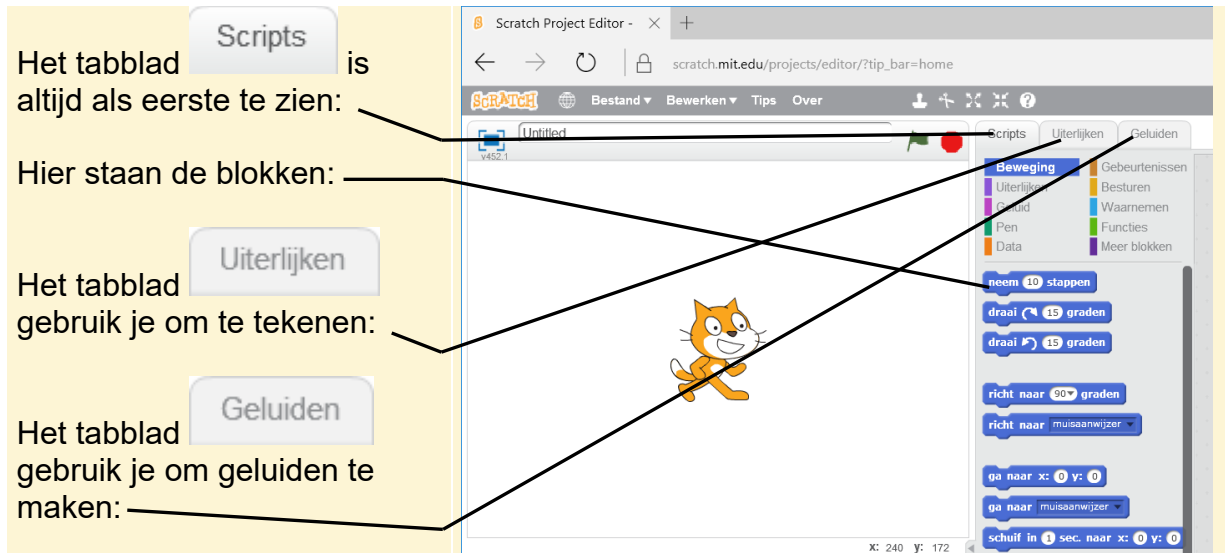 Het tabblad Scripts is
altijd als eerste te zien:
Hier staan de blokken:
Het tabblad Uiterlijken
gebruik je om te tekenen:
Het tabblad Geluiden
gebruik je om geluiden te
maken:
Scratch Project Editor -
scratch.mit.edu/projects/editor/?tip_bar=home
SCRATCH Bestand Bewerken Tips Over
Untitled
v452.1
Scripts Uiterlijken Geluiden
Beweging Gebeurtenissen
Uiterlijken Besturen
Geluid Waarnemen
Pen Functies
Data Meer blokken
neem 10 stappen
draai 15 graden
draai 15 graden
richt naar 90 graden
richt naar muisaanwijzer
ga naar x: 0 y: 0
ga naar muisaanwijzer
schuif in 1 sec. naar x: 0 y: 0
x: 240 y: 172